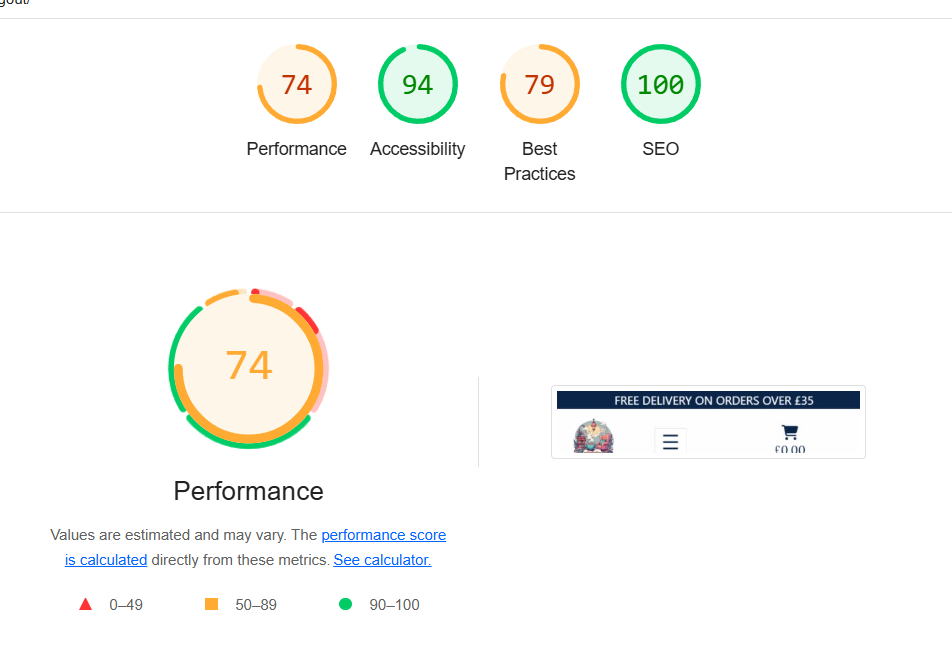 gout/
74
94
79
100
Performance
Accessibility
Best
Practices
SEO
74
Performance
Values are estimated and may vary. The performance score
is calculated directly from these metrics. See calculator.
0–49
50–89
90–100
FREE DELIVERY ON ORDERS OVER £35
£0.00